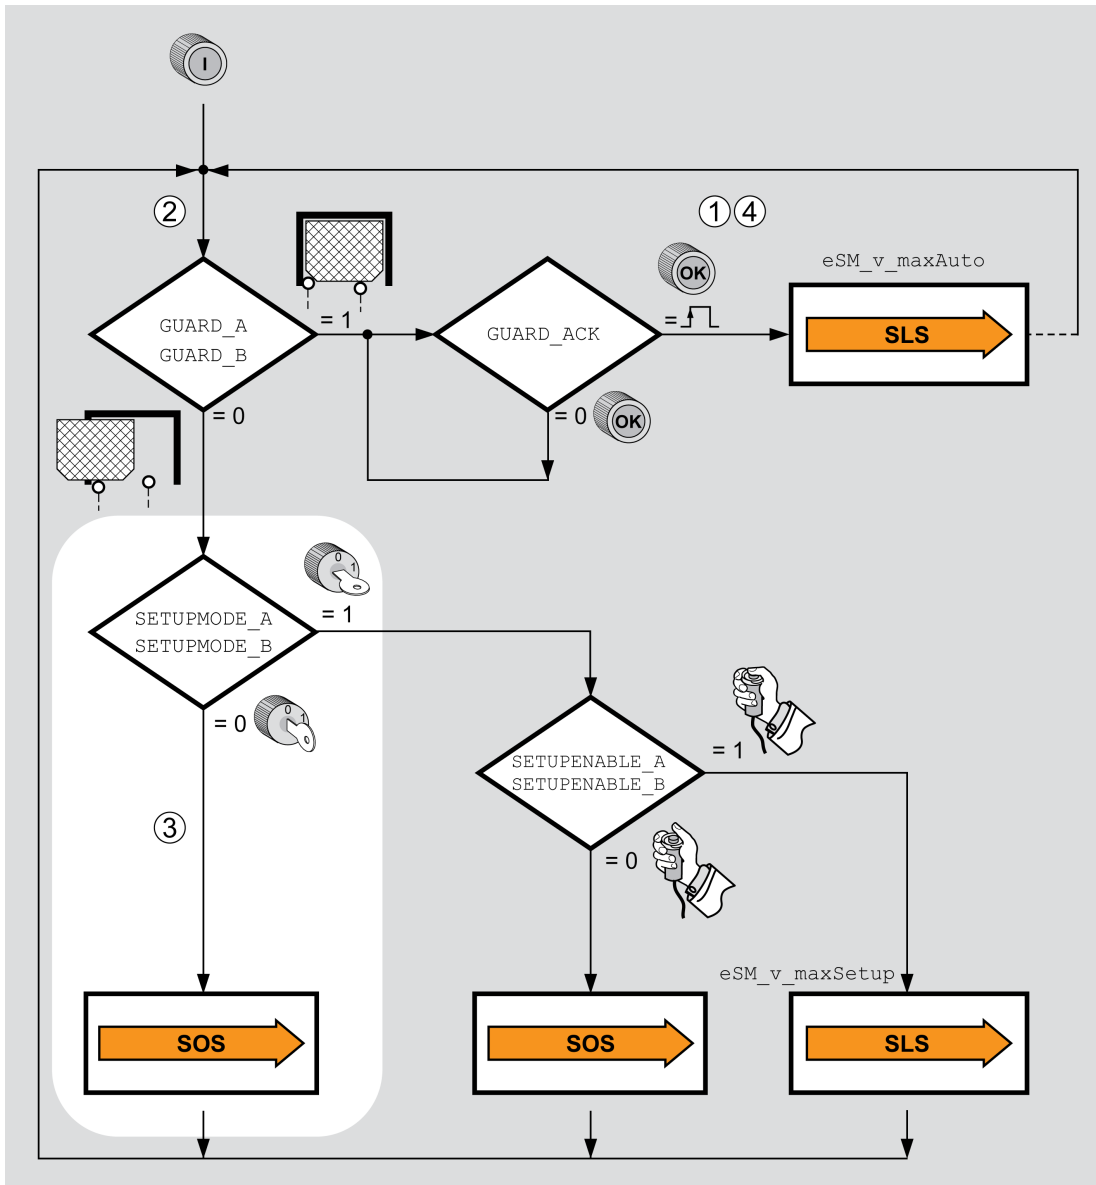 I
2
1 4
OK
eSM_v_maxAuto
GUARD_A
GUARD_B
= 1
GUARD_ACK
=
SLS
= 0
= 0
OK
0
1
SETUPMODE_A
SETUPMODE_B
= 1
= 0
0
1
SETUPENABLE_A
SETUPENABLE_B
= 1
3
= 0
eSM_v_maxSetup
SOS
SOS
SLS